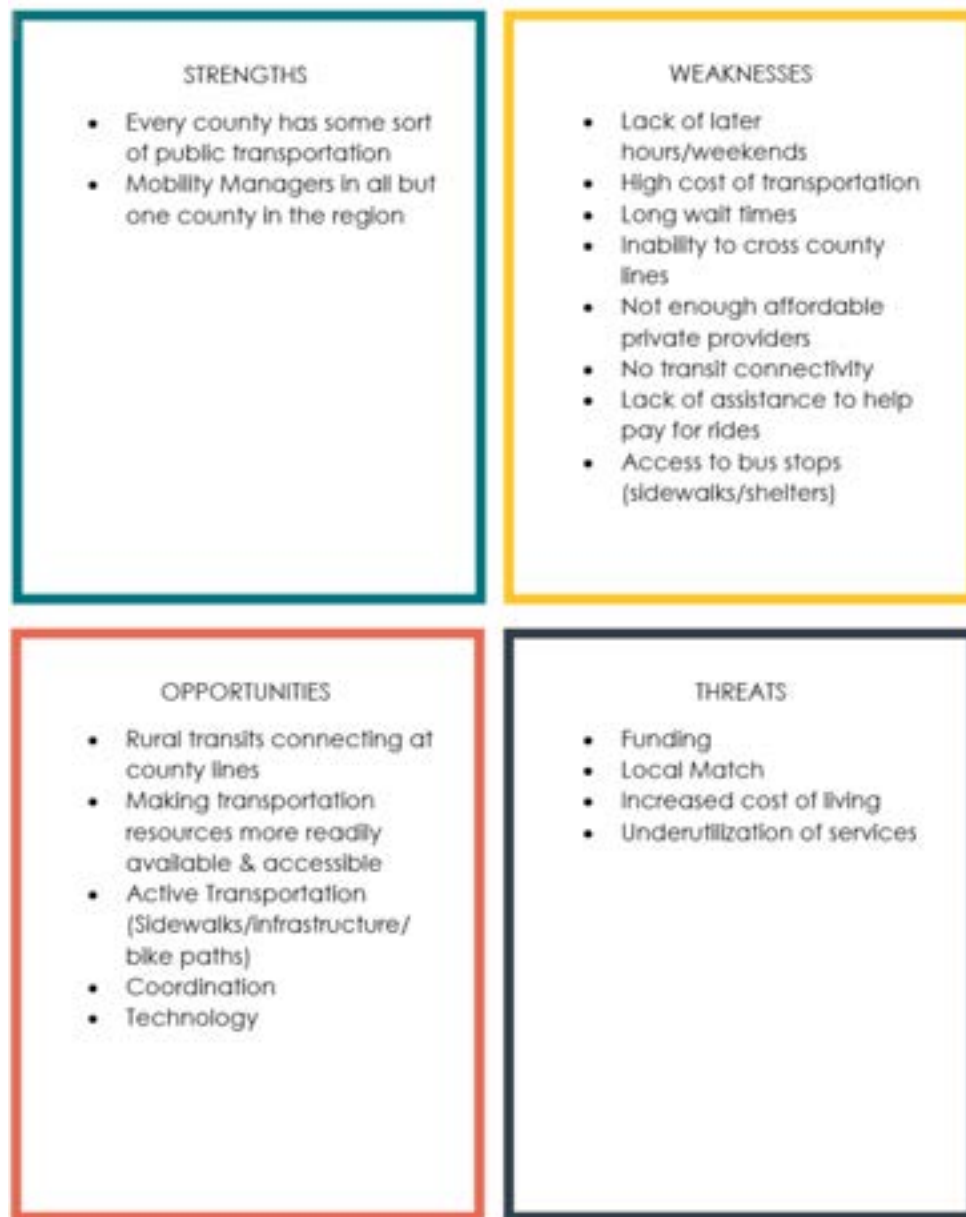 STRENGTHS
• Every county has some sort
of public transportation
• Mobility Managers in all but
one county in the region
WEAKNESSES
• Lack of later
hours/weekends
• High cost of transportation
• Long wait times
• Inability to cross county
lines
• Not enough affordable
private providers
• No transit connectivity
• Lack of assistance to help
pay for rides
• Access to bus stops
(sidewalks/shelters)
OPPORTUNITIES
• Rural transits connecting at
county lines
• Making transportation
resources more readily
available & accessible
• Active Transportation
(Sidewalks/infrastructure/
bike paths)
• Coordination
• Technology
THREATS
• Funding
• Local Match
• Increased cost of living
• Underutilization of services